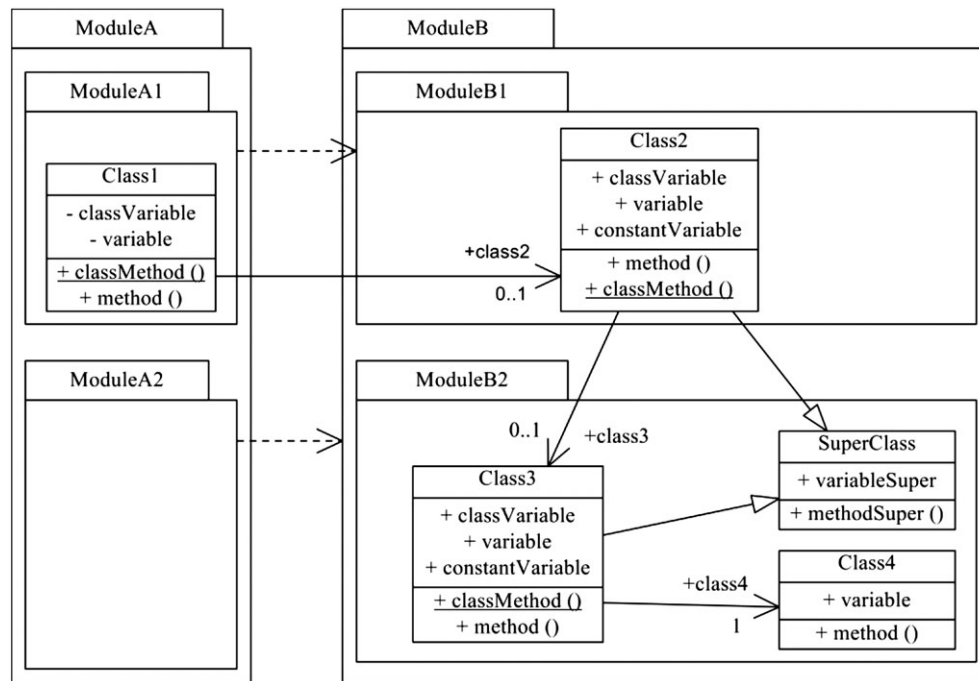 ModuleA
ModuleA1
Class1
- classVariable
- variable
+ classMethod ()
+ method ()
ModuleA2
ModuleB
ModuleB1
Class2
+ classVariable
+ variable
+ constantVariable
+ method ()
+ classMethod ()
+class2
0..1
ModuleB2
0..1
+class3
Class3
+ classVariable
+ variable
+ constantVariable
+ classMethod ()
+ method ()
SuperClass
+ variableSuper
+ methodSuper ()
+class4
1
Class4
+ variable
+ method ()